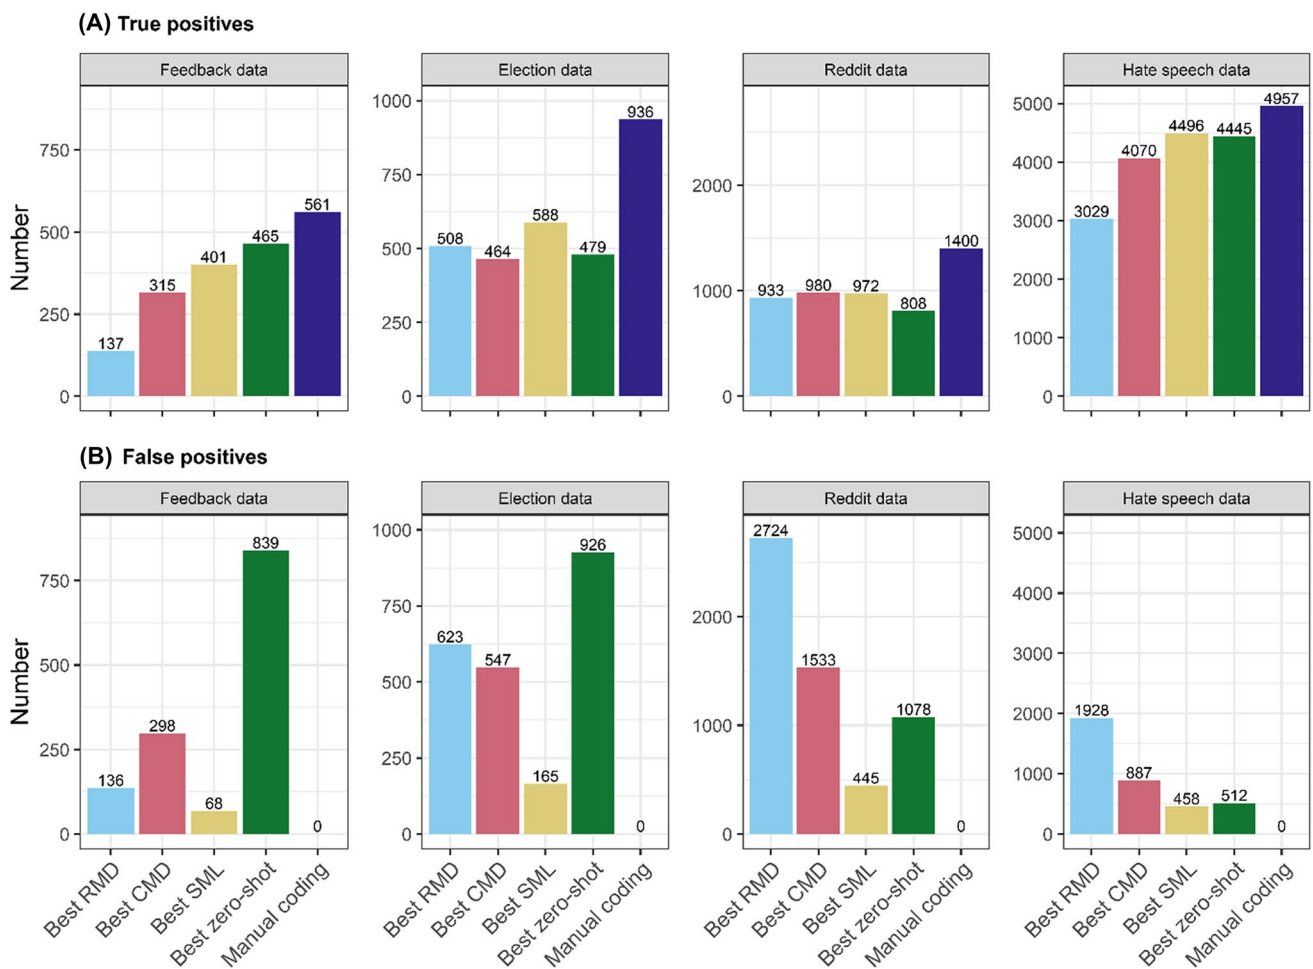 (A) True positives
Feedback data
Election data
Reddit data
Hate speech data
Number
0
250
500
750
137
315
401
465
561
0
250
500
750
1000
508
464
588
479
936
0
1000
2000
933
980
972
808
1400
0
1000
2000
3000
4000
5000
3029
4070
4496
4445
4957
(B) False positives
Feedback data
Election data
Reddit data
Hate speech data
Number
0
250
500
750
136
298
68
839
0
0
250
500
750
1000
623
547
165
926
0
0
1000
2000
2724
1533
445
1078
0
0
1000
2000
3000
4000
5000
1928
887
458
512
0
Best RMD
Best CMD
Best SML
Best zero-shot
Manual coding
Best RMD
Best CMD
Best SML
Best zero-shot
Manual coding
Best RMD
Best CMD
Best SML
Best zero-shot
Manual coding
Best RMD
Best CMD
Best SML
Best zero-shot
Manual coding